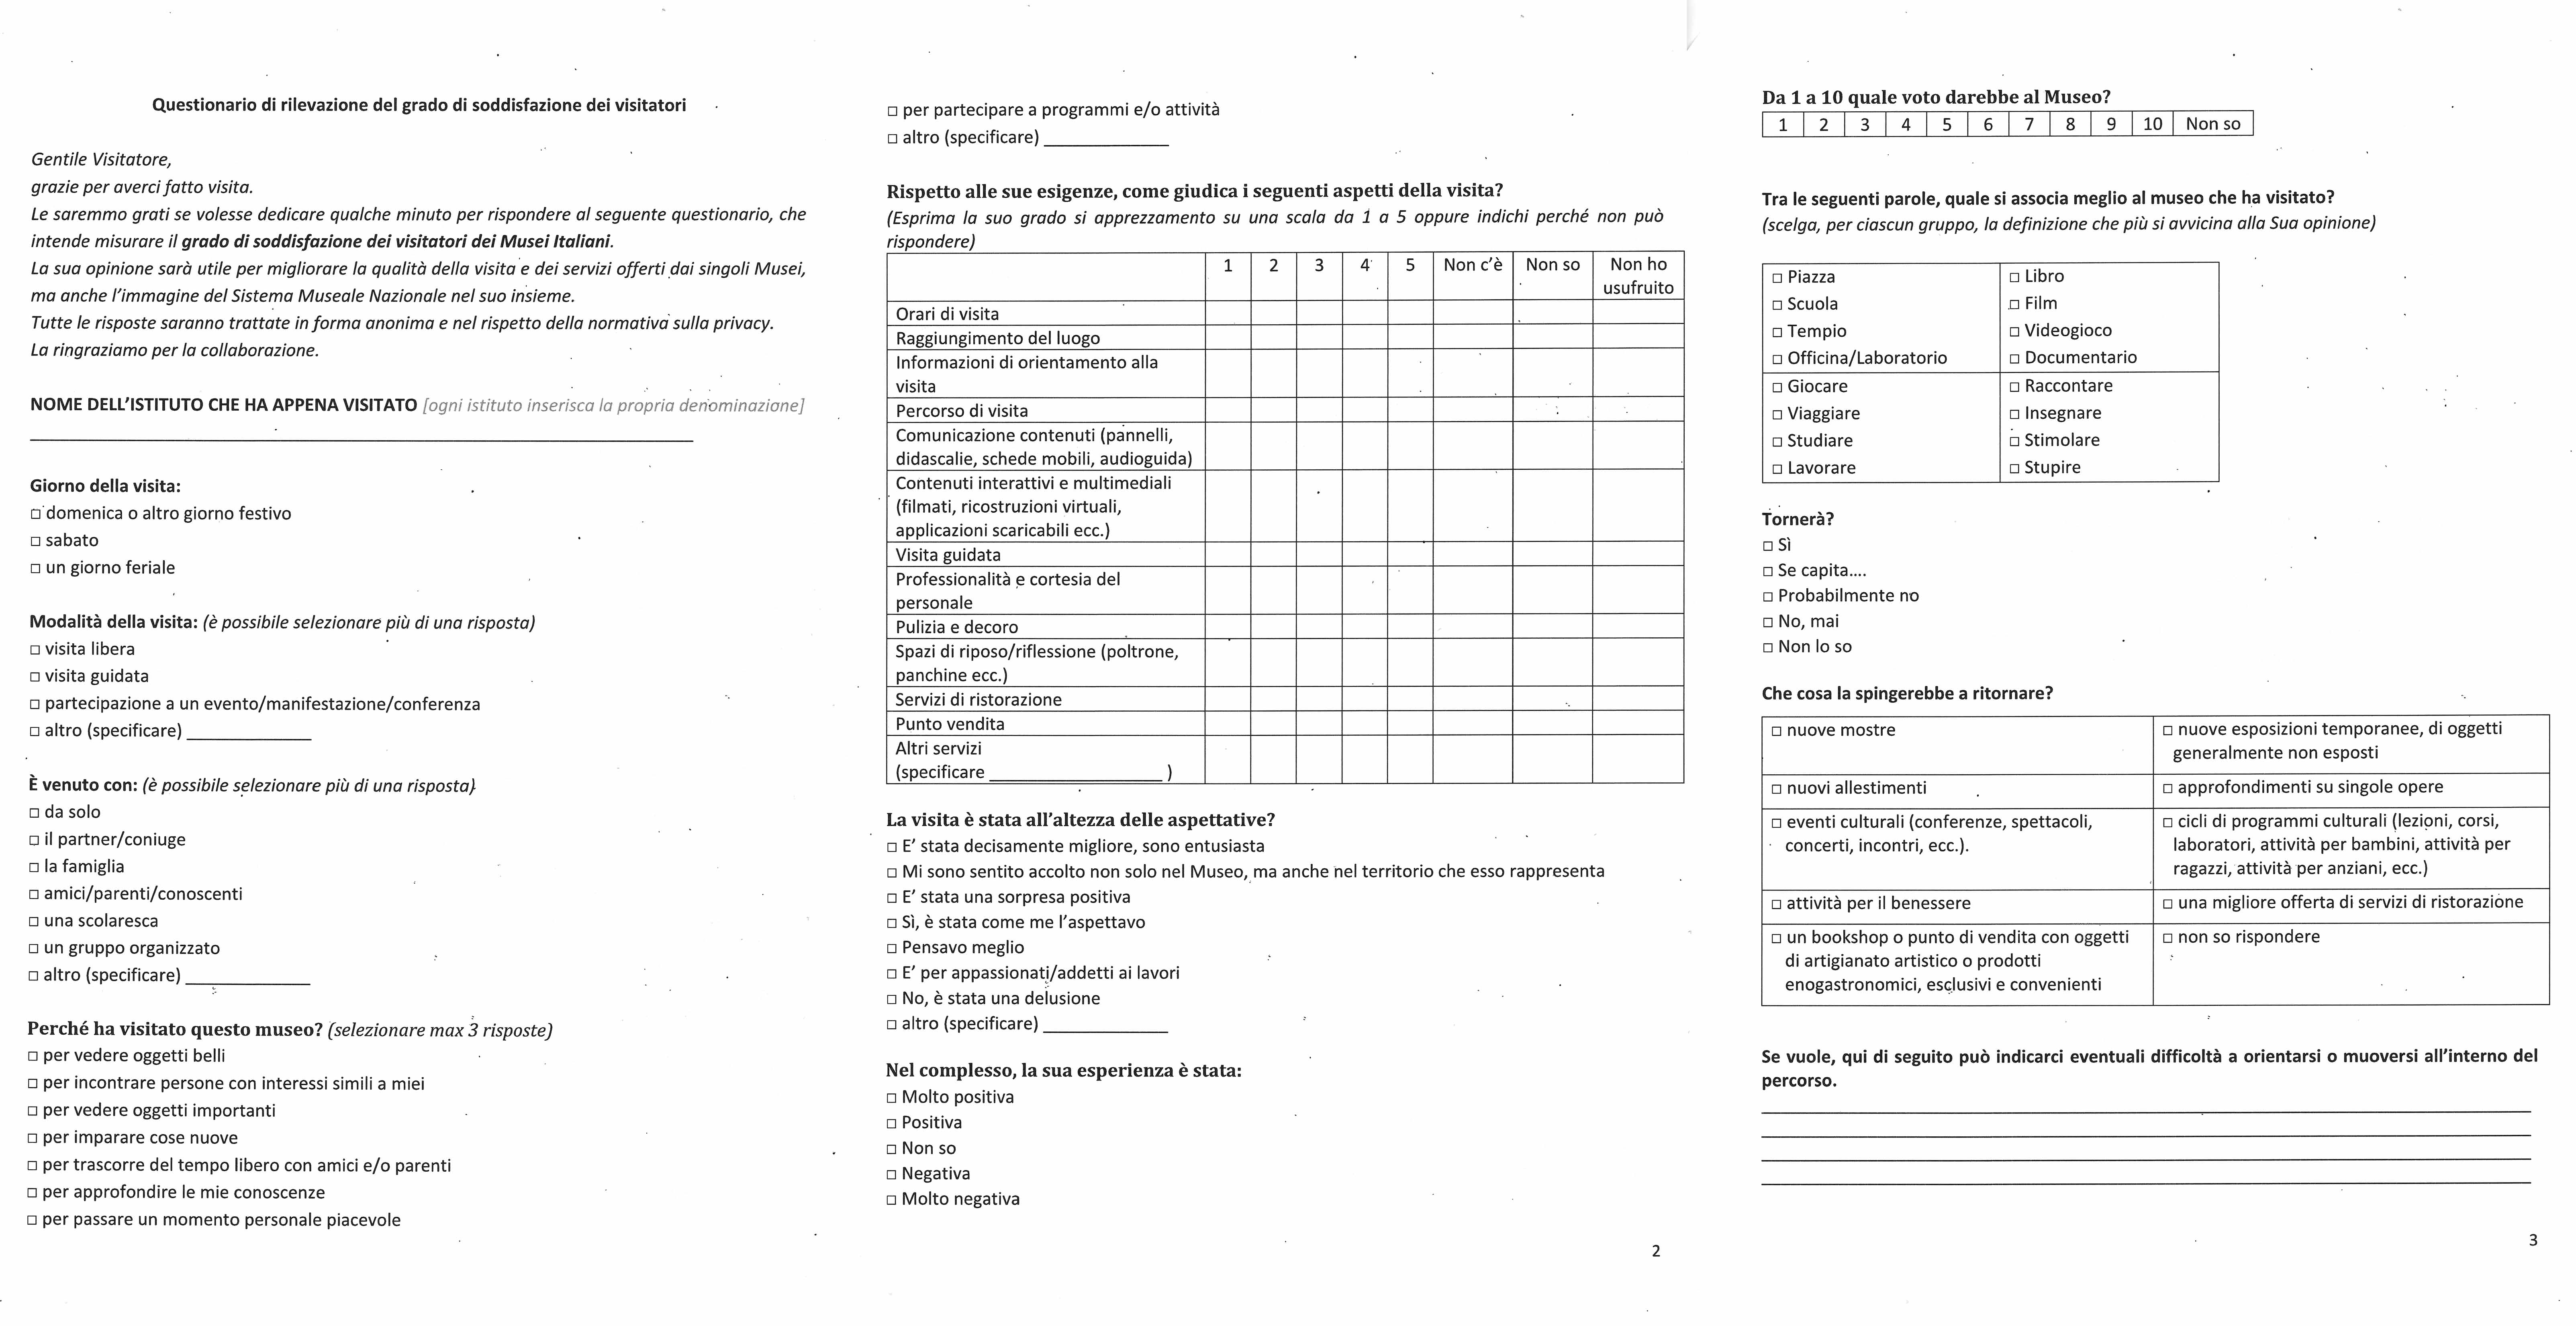 Questionario di rilevazione del grado di soddisfazione dei visitatori
Gentile Visitatore,
grazie per averci fatto visita.
Le saremmo grati se volesse dedicare qualche minuto per rispondere al seguente questionario, che
intende misurare il grado di soddisfazione dei visitatori dei Musei Italiani.
La sua opinione sarà utile per migliorare la qualità della visita e dei servizi offerti dai singoli Musei,
ma anche l'immagine del Sistema Museale Nazionale nel suo insieme.
Tutte le risposte saranno trattate in forma anonima e nel rispetto della normativa sulla privacy.
La ringraziamo per la collaborazione.
NOME DELL'ISTITUTO CHE HA APPENA VISITATO [ogni istituto inserisca la propria denominazione]
Giorno della visita:
□ domenica o altro giorno festivo
□ sabato
□ un giorno feriale
Modalità della visita: (è possibile selezionare più di una risposta)
□ visita libera
□ visita guidata
□ partecipazione a un evento/manifestazione/conferenza
□ altro (specificare) ______________
È venuto con: (è possibile selezionare più di una risposta)
□ da solo
□ il partner/coniuge
□ la famiglia
□ amici/parenti/conoscenti
□ una scolaresca
□ un gruppo organizzato
□ altro (specificare) ______________
Perché ha visitato questo museo? (selezionare max 3 risposte)
□ per vedere oggetti belli
□ per incontrare persone con interessi simili a miei
□ per vedere oggetti importanti
□ per imparare cose nuove
□ per trascorre del tempo libero con amici e/o parenti
□ per approfondire le mie conoscenze
□ per passare un momento personale piacevole
□ per partecipare a programmi e/o attività
□ altro (specificare) ______________
Rispetto alle sue esigenze, come giudica i seguenti aspetti della visita?
(Esprima la suo grado si apprezzamento su una scala da 1 a 5 oppure indichi perché non può
rispondere)
1 2 3 4 5 Non c'è Non so Non ho
usufruito
Orari di visita
Raggiungimento del luogo
Informazioni di orientamento alla
visita
Percorso di visita
Comunicazione contenuti (pannelli,
didascalie, schede mobili, audioguida)
Contenuti interattivi e multimediali
(filmati, ricostruzioni virtuali,
applicazioni scaricabili ecc.)
Visita guidata
Professionalità e cortesia del
personale
Pulizia e decoro
Spazi di riposo/riflessione (poltrone,
panchine ecc.)
Servizi di ristorazione
Punto vendita
Altri servizi
(specificare ___________________ )
La visita è stata all'altezza delle aspettative?
□ E' stata decisamente migliore, sono entusiasta
□ Mi sono sentito accolto non solo nel Museo, ma anche nel territorio che esso rappresenta
□ E' stata una sorpresa positiva
□ Sì, è stata come me l'aspettavo
□ Pensavo meglio
□ E' per appassionati/addetti ai lavori
□ No, è stata una delusione
□ altro (specificare) ______________
Nel complesso, la sua esperienza è stata:
□ Molto positiva
□ Positiva
□ Non so
□ Negativa
□ Molto negativa
2
Da 1 a 10 quale voto darebbe al Museo?
1 2 3 4 5 6 7 8 9 10 Non so
Tra le seguenti parole, quale si associa meglio al museo che ha visitato?
(scelga, per ciascun gruppo, la definizione che più si avvicina alla Sua opinione)
□ Piazza
□ Scuola
□ Tempio
□ Officina/Laboratorio
□ Libro
□ Film
□ Videogioco
□ Documentario
□ Giocare
□ Viaggiare
□ Studiare
□ Lavorare
□ Raccontare
□ Insegnare
□ Stimolare
□ Stupire
Tornerà?
□ Sì
□ Se capita....
□ Probabilmente no
□ No, mai
□ Non lo so
Che cosa la spingerebbe a ritornare?
□ nuove mostre
□ nuove esposizioni temporanee, di oggetti
generalmente non esposti
□ nuovi allestimenti
□ approfondimenti su singole opere
□ eventi culturali (conferenze, spettacoli,
concerti, incontri, ecc.).
□ cicli di programmi culturali (lezioni, corsi,
laboratori, attività per bambini, attività per
ragazzi, attività per anziani, ecc.)
□ attività per il benessere
□ una migliore offerta di servizi di ristorazione
□ un bookshop o punto di vendita con oggetti
di artigianato artistico o prodotti
enogastronomici, esclusivi e convenienti
□ non so rispondere
Se vuole, qui di seguito può indicarci eventuali difficoltà a orientarsi o muoversi all'interno del
percorso.
3